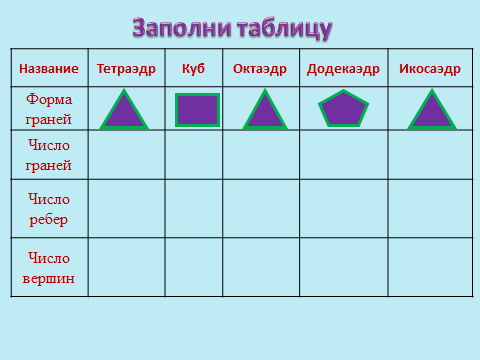 Заполни таблицу
Название Тетраэдр Куб Октаэдр Додекаэдр Икосаэдр
Форма
граней
Число
граней
Число
ребер
Число
вершин